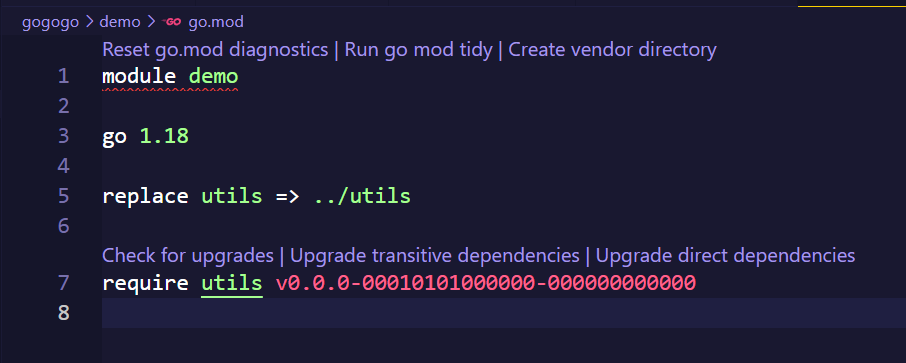 gogogo > demo > GO go.mod
Reset go.mod diagnostics | Run go mod tidy | Create vendor directory
1 module demo
2
3 go 1.18
4
5 replace utils => ../utils
6
Check for upgrades | Upgrade transitive dependencies | Upgrade direct dependencies
7 require utils v0.0.0-00010101000000-000000000000
8